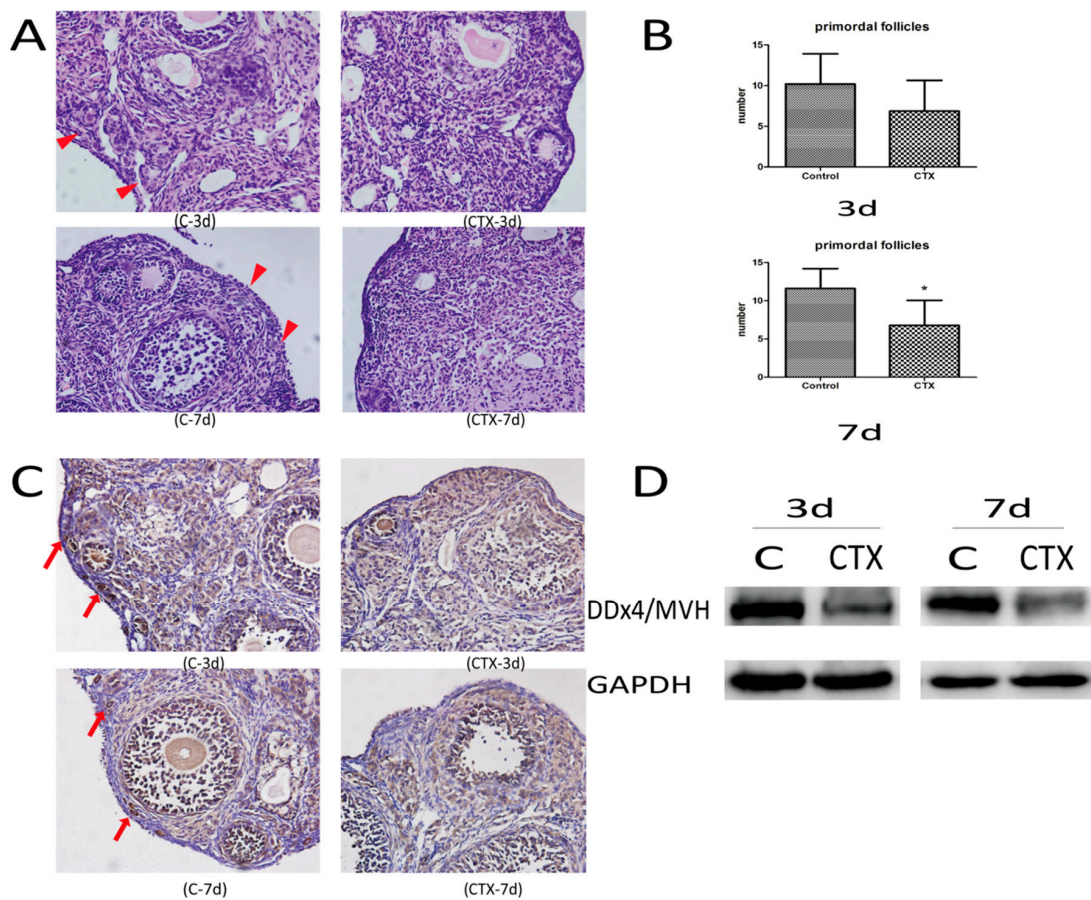 A
(C-3d)
(CTX-3d)
(C-7d)
(CTX-7d)
B
primordal follicles
15
10
5
0
number
Control
CTX
3d
primordal follicles
15
10
5
0
number
*
Control
CTX
7d
C
(C-3d)
(CTX-3d)
(C-7d)
(CTX-7d)
D
3d
7d
C
CTX
C
CTX
DDx4/MVH
GAPDH